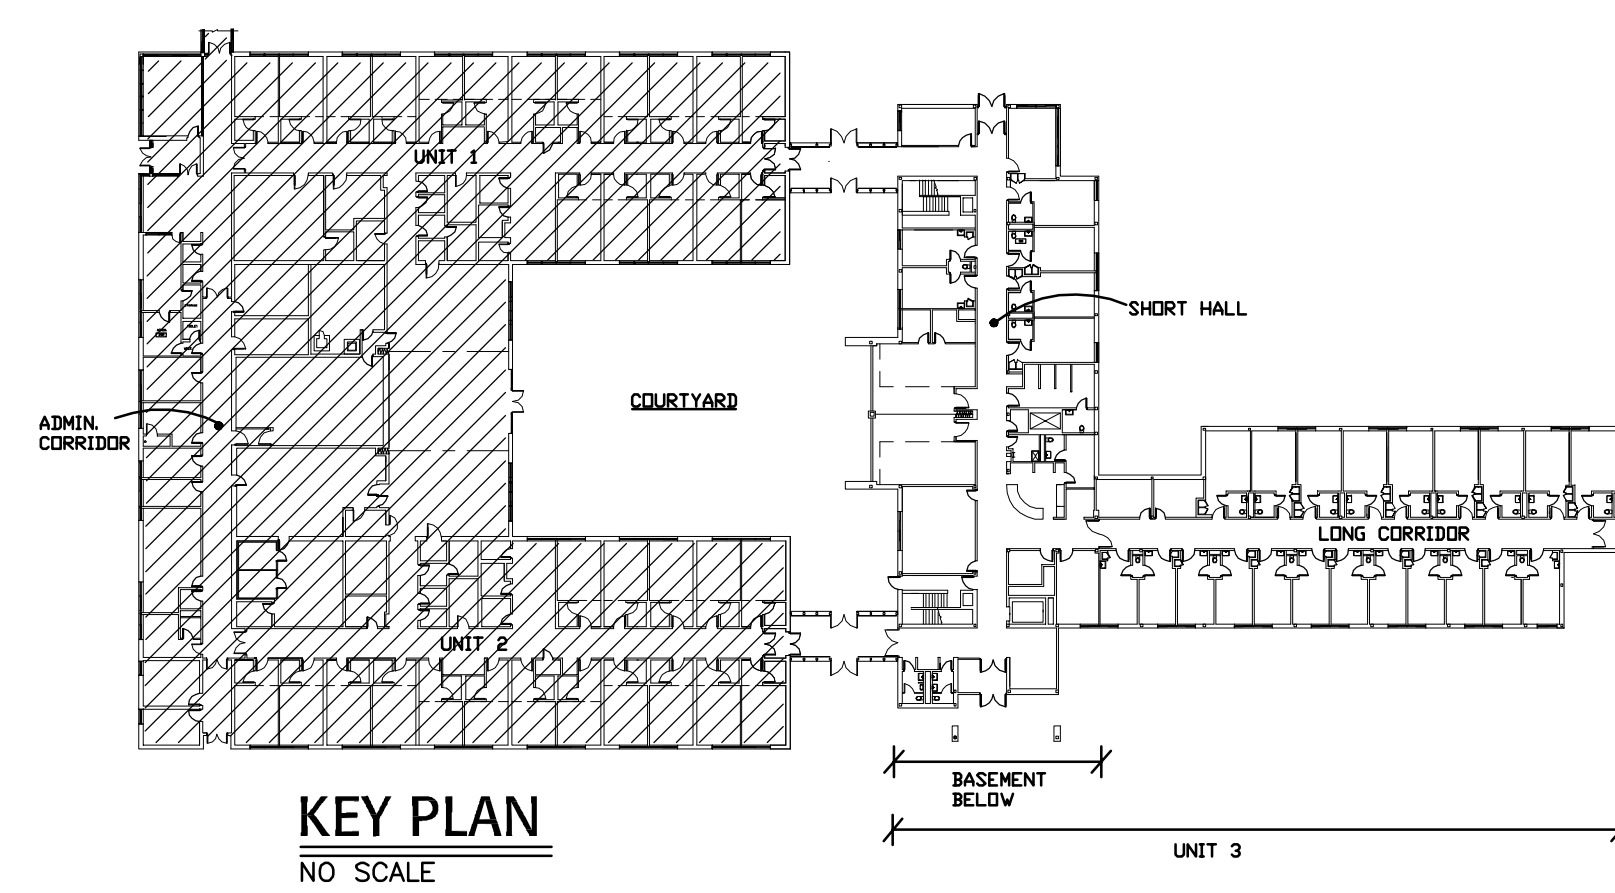 UNIT 1
SHORT HALL
COURTYARD
ADMIN.
CORRIDOR
LONG CORRIDOR
UNIT 2
BASEMENT
BELOW
KEY PLAN
NO SCALE
UNIT 3